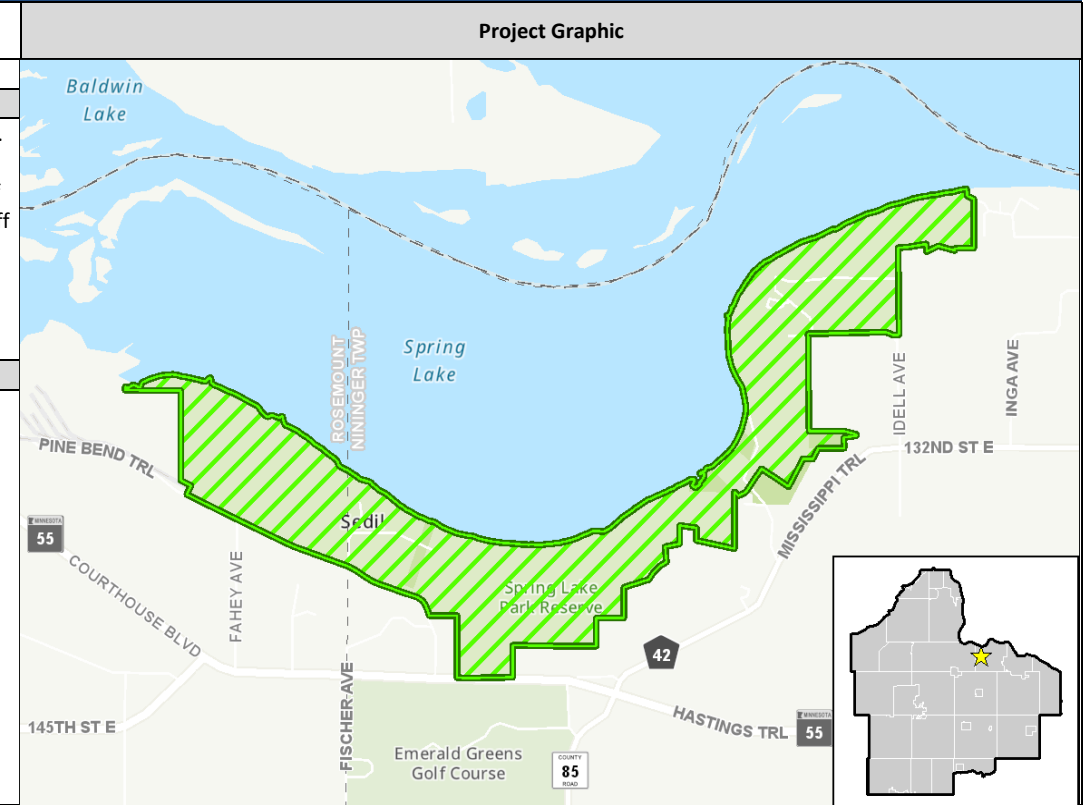 Project Graphic
ff
Baldwin
Lake
Spring
Lake
ROSEMOUNT
NININGER TWP
PINE BEND TRL
MINNESOTA
55
COURTHOUSE BLVD
FAHEY AVE
145TH ST E
FISCHER AVE
Spring Lake
Park Reserve
IDELL AVE
INGA AVE
132ND ST E
MISSISSIPPI TRL
42
HASTINGS TRL
MINNESOTA
55
Emerald Greens
Golf Course
COUNTY
85
ROAD